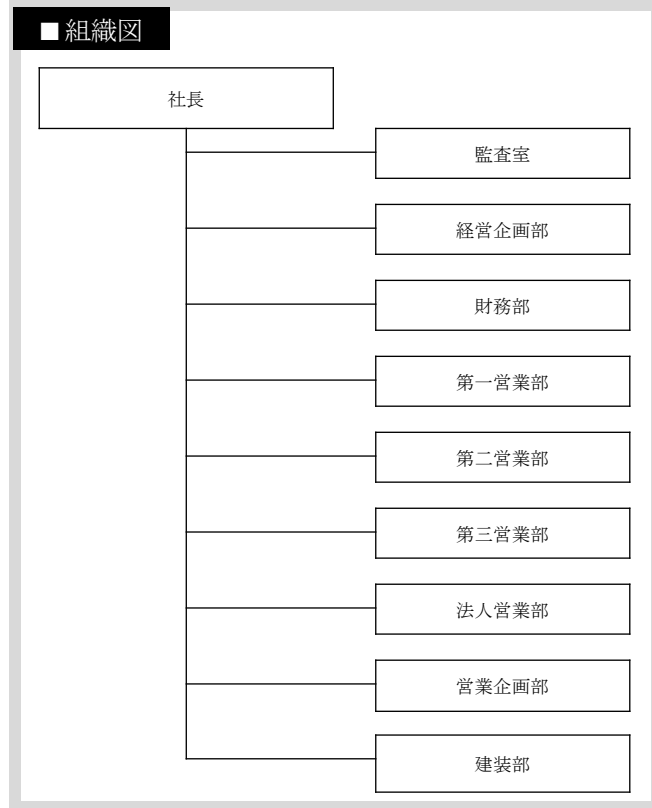 ■組織図
社長
監査室
経営企画部
財務部
第一営業部
第二営業部
第三営業部
法人営業部
営業企画部
建装部